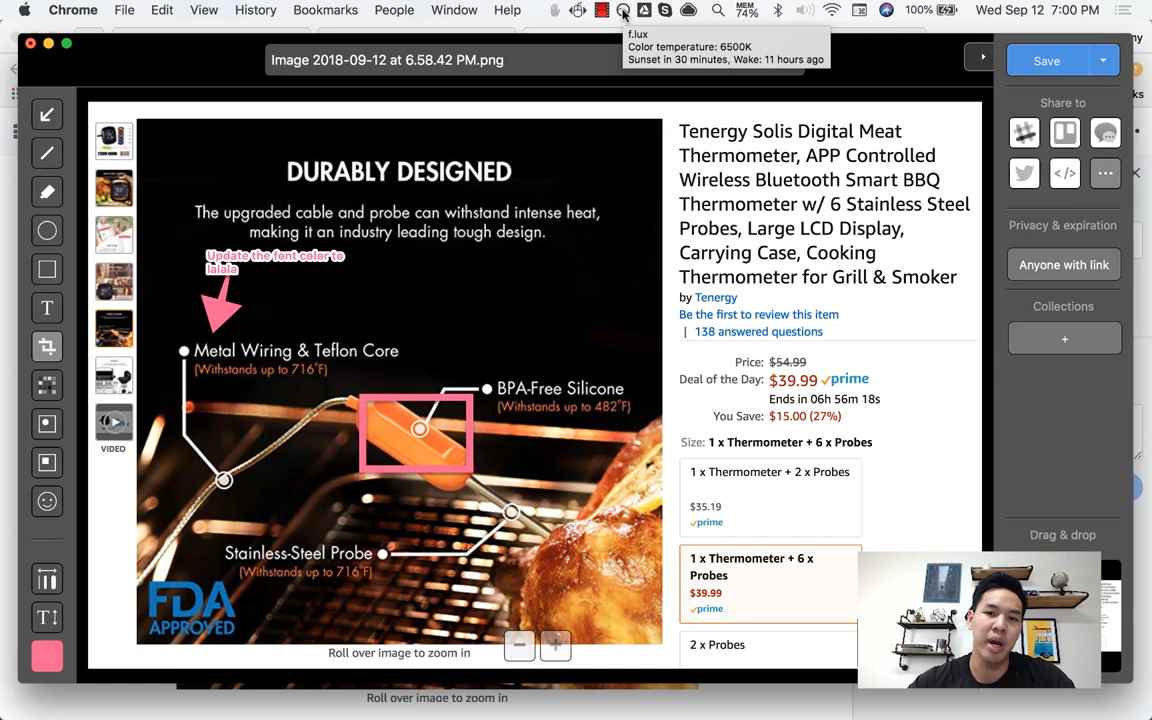 Chrome File Edit View History Bookmarks People Window Help
MEM
74%
100%
Wed Sep 12 7:00 PM
f.lux
Color temperature: 6500K
Sunset in 30 minutes, Wake: 11 hours ago
Image 2018-09-12 at 6.58.42 PM.png
Save
Share to
</>
Privacy & expiration
Anyone with link
Collections
+
Drag & drop
T
T
DURABLY DESIGNED
The upgraded cable and probe can withstand intense heat,
making it an industry leading tough design.
Update the font color to
lalala
Metal Wiring & Teflon Core
(Withstands up to 716°F)
BPA-Free Silicone
(Withstands up to 482°F)
Stainless-Steel Probe
(Withstands up to 716°F)
FDA
APPROVED
VIDEO
Roll over image to zoom in
Roll over image to zoom in
Tenergy Solis Digital Meat
Thermometer, APP Controlled
Wireless Bluetooth Smart BBQ
Thermometer w/ 6 Stainless Steel
Probes, Large LCD Display,
Carrying Case, Cooking
Thermometer for Grill & Smoker
by Tenergy
Be the first to review this item
| 138 answered questions
Price: $54.99
Deal of the Day: $39.99 prime
Ends in 06h 56m 18s
You Save: $15.00 (27%)
Size: 1 x Thermometer + 6 x Probes
1 x Thermometer + 2 x Probes
$35.19
prime
1 x Thermometer + 6 x
Probes
$39.99
prime
2 x Probes